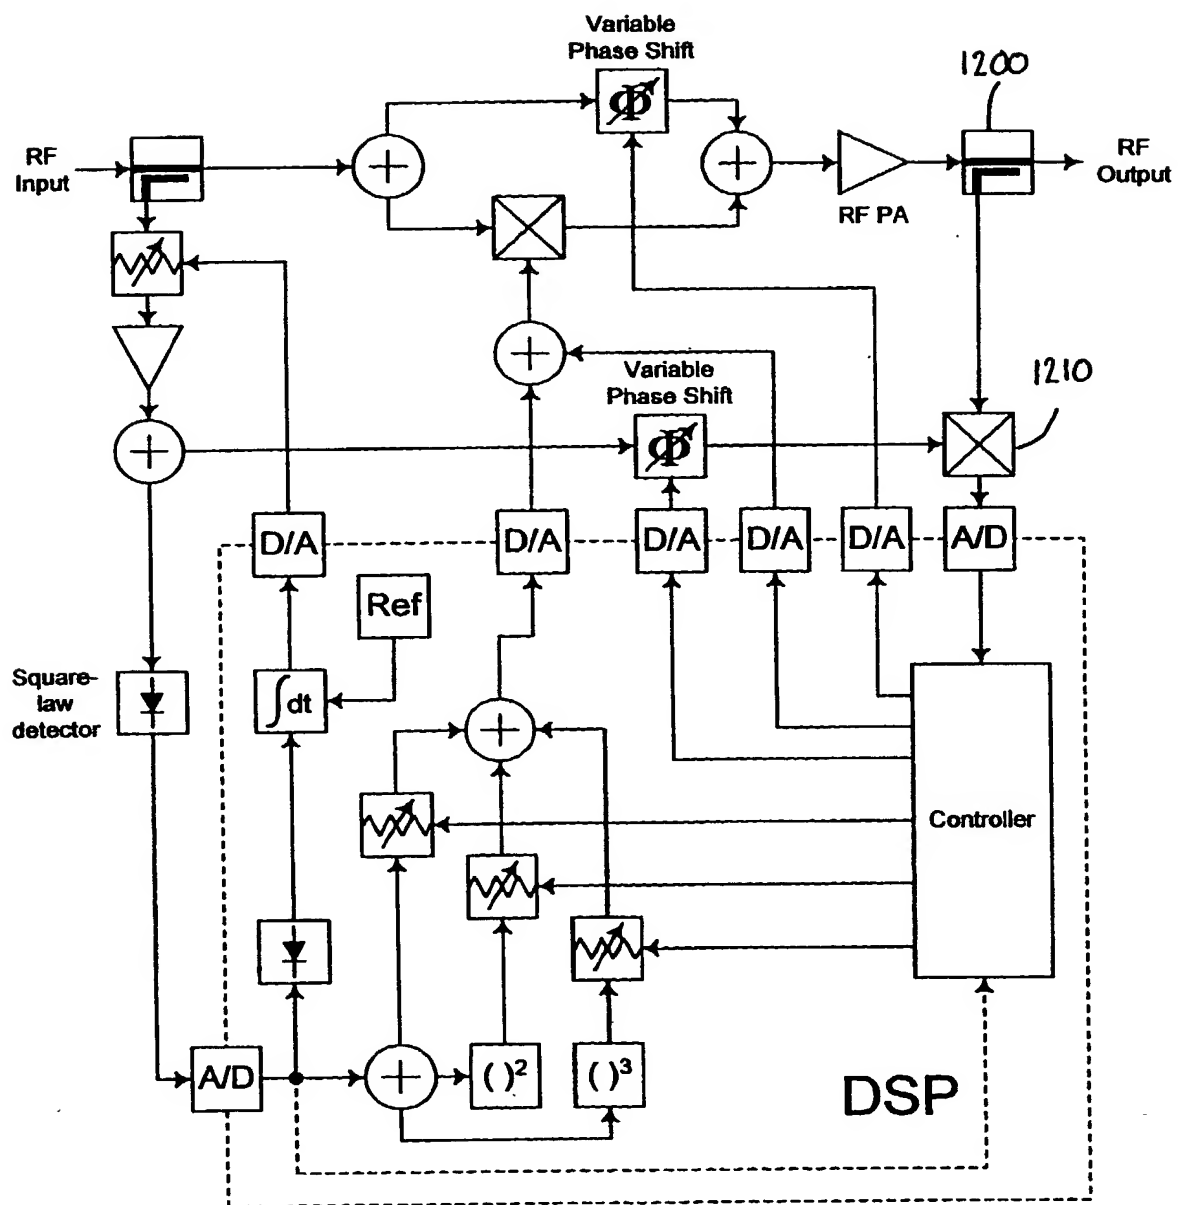 Variable
Phase Shift
1200
Φ
RF
Input
RF
Output
RF PA
1210
Variable
Phase Shift
Φ
D/A
D/A
D/A
D/A
D/A
A/D
Ref
Square-
law
detector
∫dt
Controller
A/D
( )²
( )³
DSP